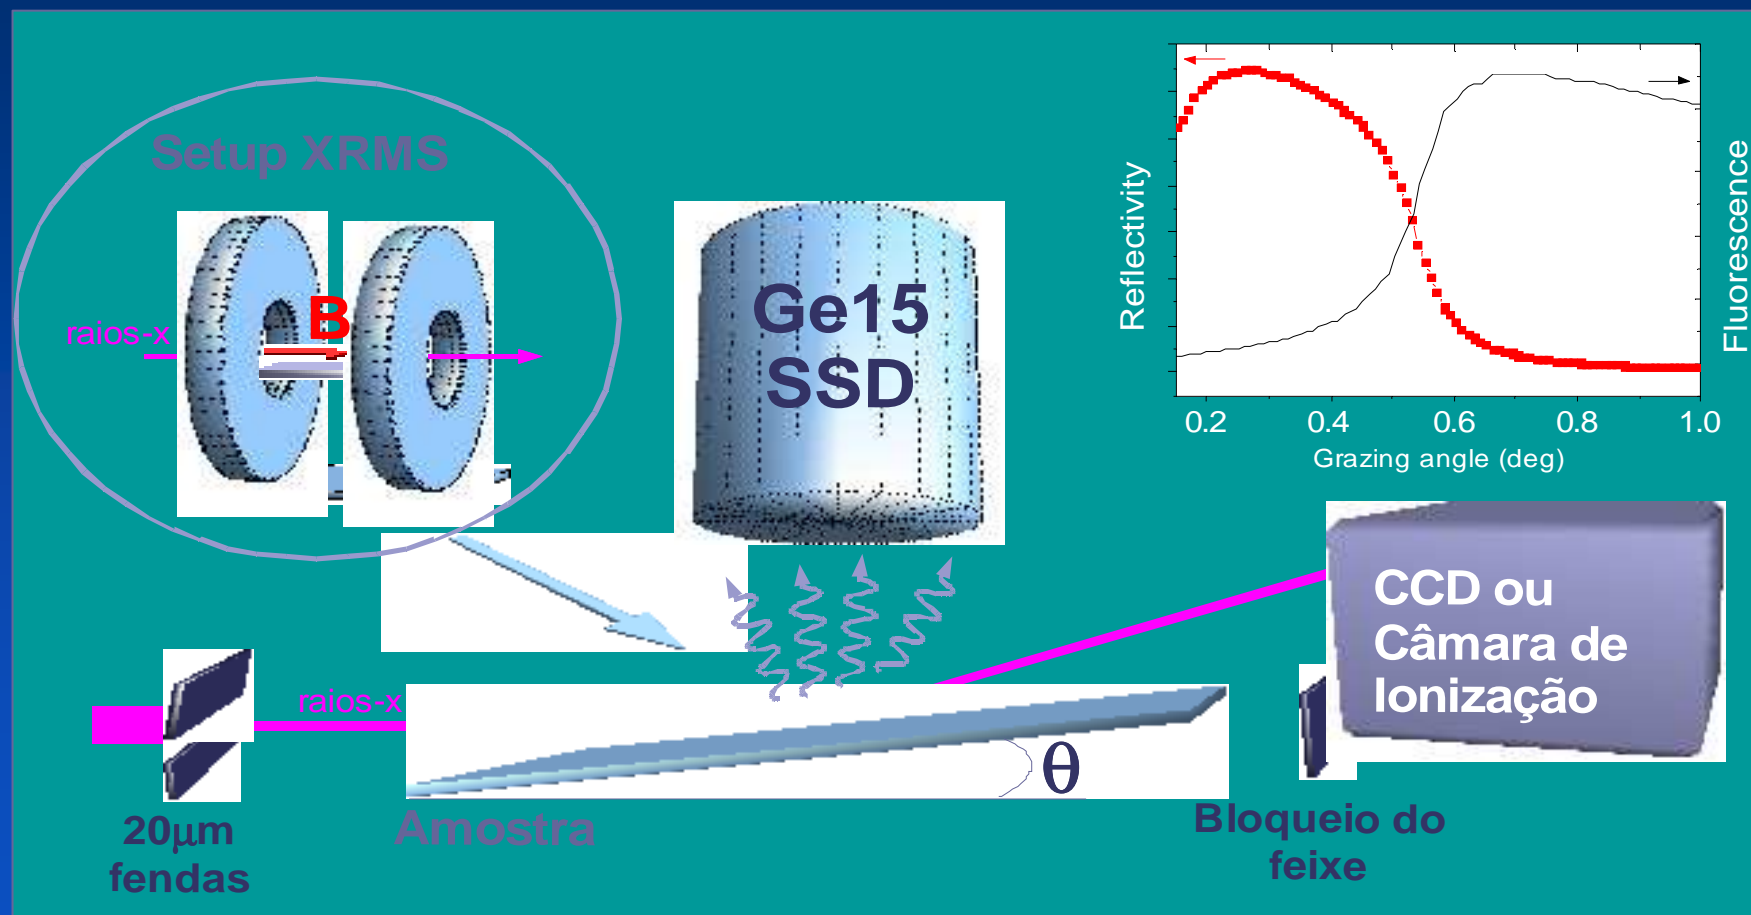 Setup XRMS
raios-x
B
Ge15
SSD
Reflectivity
Fluorescence
0.2 0.4 0.6 0.8 1.0
Grazing angle (deg)
CCD ou
Câmara de
Ionização
raios-x
θ
20μm
fendas
Amostra
Bloqueio do
feixe